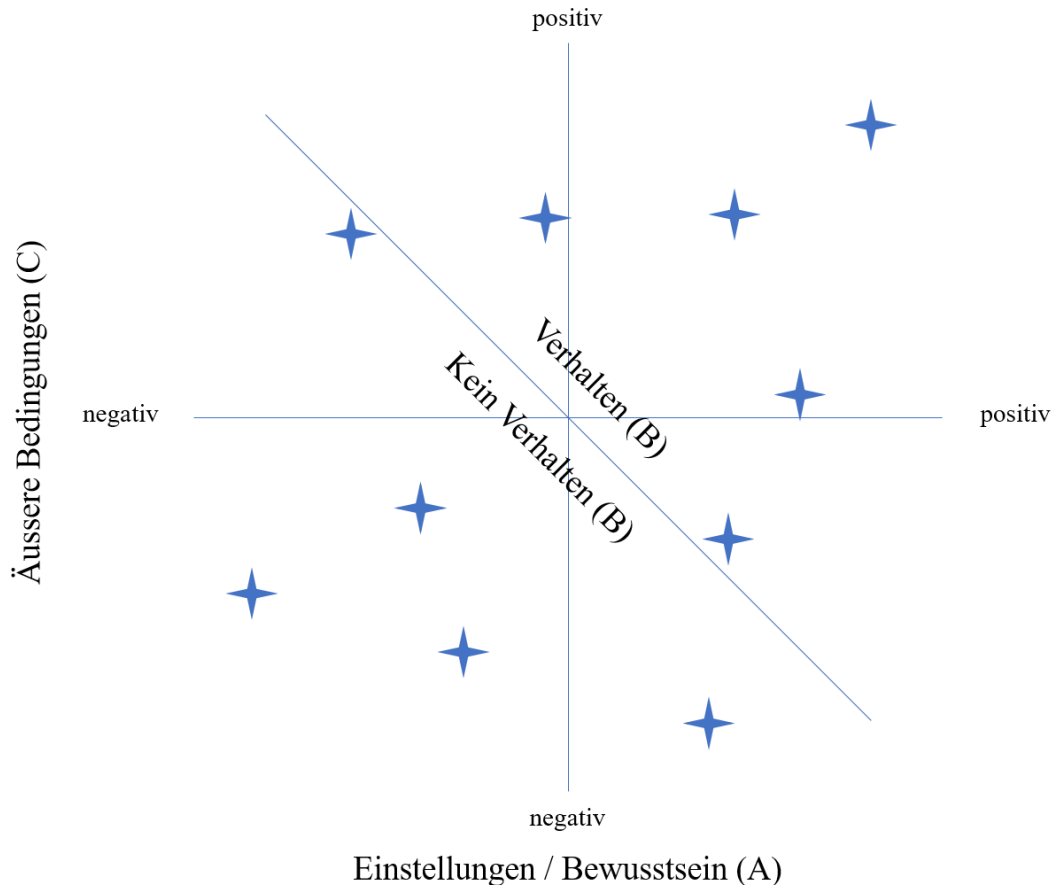 positiv
Äussere Bedingungen (C)
Verhalten (B)
Kein Verhalten (B)
negativ
positiv
negativ
Einstellungen / Bewusstsein (A)